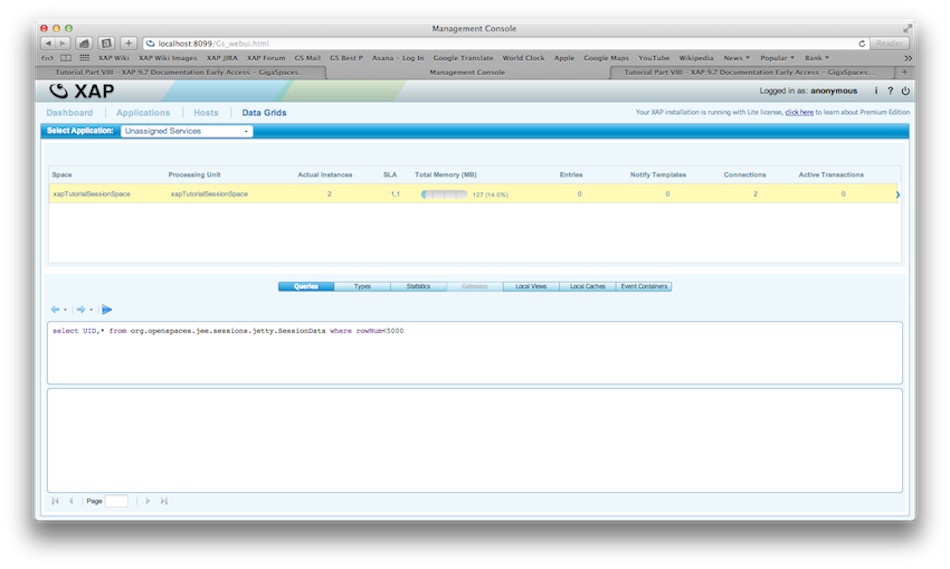 Management Console
localhost:8099/Gs_webui.html
Reader
XAP Wiki XAP Wiki Images XAP JIRA XAP Forum GS Mail GS Best P Asana – Log In Google Translate World Clock Apple Google Maps YouTube Wikipedia News Popular Bank
Tutorial Part VIII – XAP 9.7 Documentation Early Access – GigaSpaces... Management Console Tutorial Part VIII – XAP 9.7 Documentation Early Access – GigaSpaces...
XAP Logged in as: anonymous i ?
Dashboard Applications Hosts Data Grids Your XAP installation is running with Lite license, click here to learn about Premium Edition
Select Application: Unassigned Services
Space Processing Unit Actual Instances SLA Total Memory (MB) Entries Notify Templates Connections Active Transactions
xapTutorialSessionSpace xapTutorialSessionSpace 2 1,1 127 (14.0%) 0 0 2 0
Queries Types Statistics Gateways Local Views Local Caches Event Containers
select UID,* from org.openspaces.jee.sessions.jetty.SessionData where rowNum<5000
Page